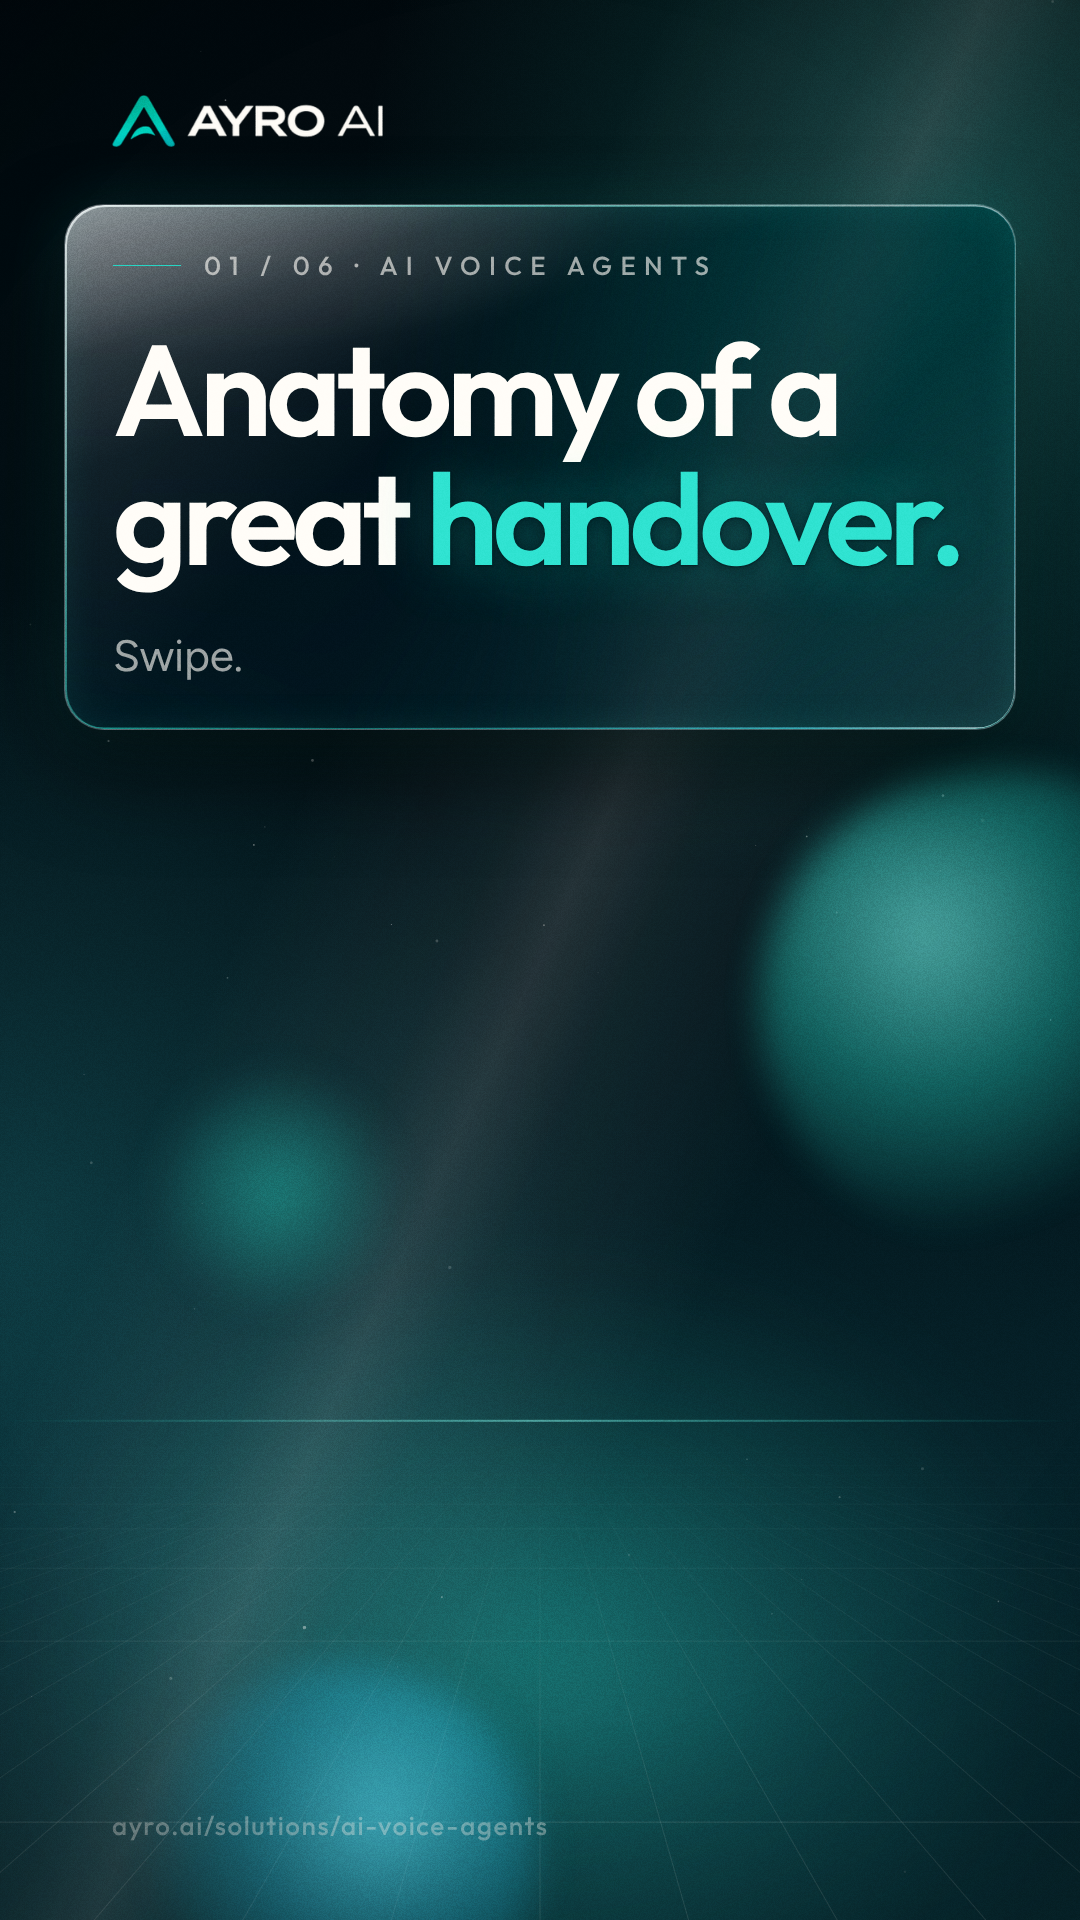 AYRO AI
01 / 06 · AI VOICE AGENTS
Anatomy of a
great handover.
Swipe.
ayro.ai/solutions/ai-voice-agents